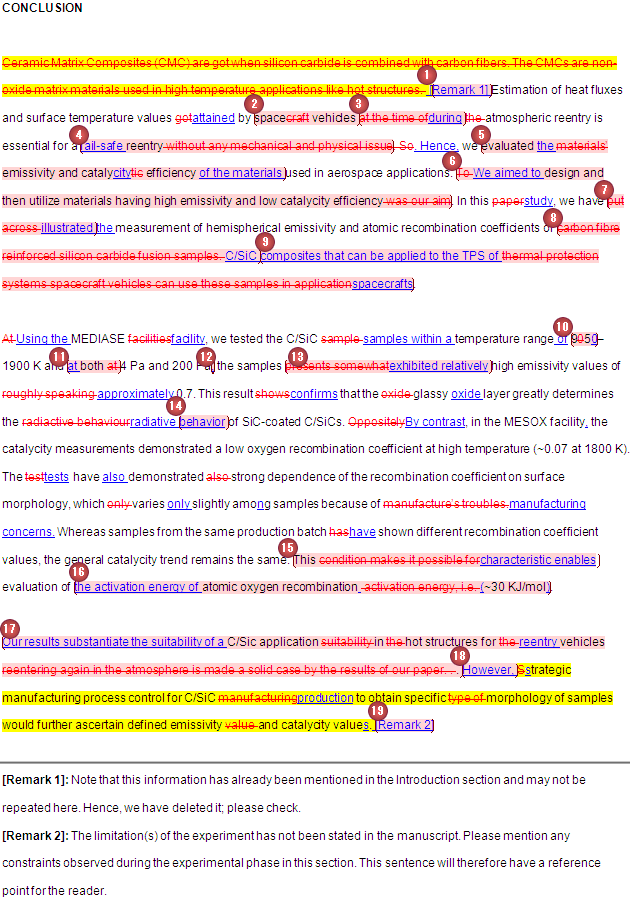 CONCLUSION
Ceramic Matrix Composites (CMC) are got when silicon carbide is combined with carbon fibers. The CMCs are non-
1
oxide matrix materials used in high temperature applications like hot structures. [Remark 1] Estimation of heat fluxes
2 3
and surface temperature values gotattained by spacecraft vehicles at the time ofduring the atmospheric reentry is
4 5
essential for a fail-safe reentry without any mechanical and physical issue. So, Hence, we evaluated the materials'
6
emissivity and catalycitytic efficiency of the materials used in aerospace applications. To We aimed to design and
7
then utilize materials having high emissivity and low catalycity efficiency was our aim. In this paperstudy, we have put
8
across illustrated the measurement of hemispherical emissivity and atomic recombination coefficients of carbon fibre
9
reinforced silicon carbide fusion samples. C/SiC composites that can be applied to the TPS of thermal protection
systems spacecraft vehicles can use these samples in applicationspacecrafts.
10
At Using the MEDIASE facilitiesfacility, we tested the C/SiC sample samples within a temperature range of 9050–
11 12 13
1900 K and at both at 4 Pa and 200 Pa, the samples presents somewhatexhibited relatively high emissivity values of
roughly speaking approximately 0.7. This result showsconfirms that the oxide glassy oxide layer greatly determines
14
the radiactive behaviourradiative behavior of SiC-coated C/SiCs. OppositelyBy contrast, in the MESOX facility, the
catalycity measurements demonstrated a low oxygen recombination coefficient at high temperature (~0.07 at 1800 K).
The testtests have also demonstrated also strong dependence of the recombination coefficient on surface
morphology, which only varies only slightly among samples because of manufacture's troubles.manufacturing
concerns. Whereas samples from the same production batch hashave shown different recombination coefficient
15
values, the general catalycity trend remains the same. This condition makes it possible forcharacteristic enables
16
evaluation of the activation energy of atomic oxygen recombination. activation energy, i.e. (~30 KJ/mol).
17
Our results substantiate the suitability of a C/Sic application suitability in the hot structures for the reentry vehicles
18
reentering again in the atmosphere is made a solid case by the results of our paper. . . However, Sstrategic
manufacturing process control for C/SiC manufacturingproduction to obtain specific type of morphology of samples
19
would further ascertain defined emissivity value and catalycity values. [Remark 2]
[Remark 1]: Note that this information has already been mentioned in the Introduction section and may not be
repeated here. Hence, we have deleted it; please check.
[Remark 2]: The limitation(s) of the experiment has not been stated in the manuscript. Please mention any
constraints observed during the experimental phase in this section. This sentence will therefore have a reference
point for the reader.